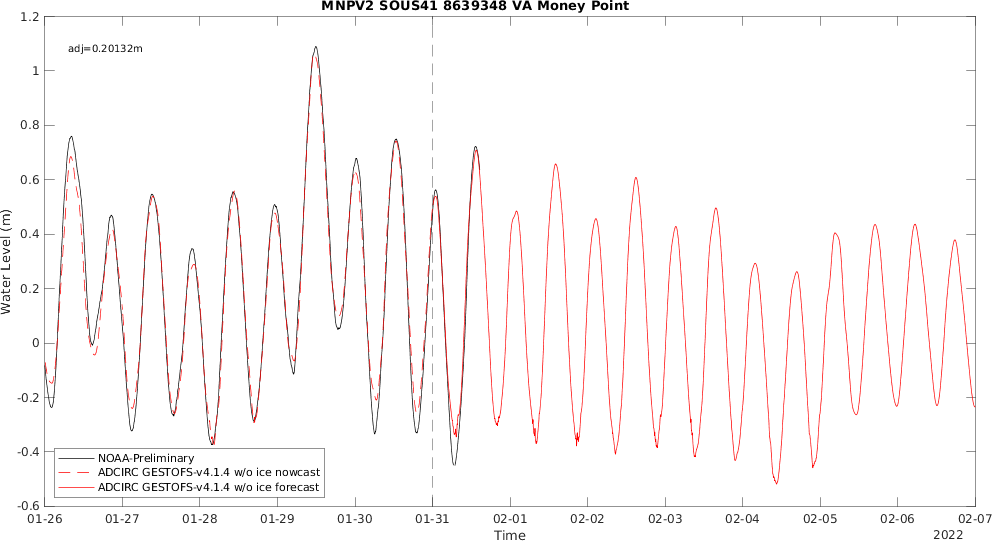 MNPV2 SOUS41 8639348 VA Money Point
adj=0.20132m
1.2
1
0.8
0.6
0.4
0.2
0
-0.2
-0.4
-0.6
Water Level (m)
NOAA-Preliminary
ADCIRC GESTOFS-v4.1.4 w/o ice nowcast
ADCIRC GESTOFS-v4.1.4 w/o ice forecast
01-26 01-27 01-28 01-29 01-30 01-31 02-01 02-02 02-03 02-04 02-05 02-06 02-07
Time
2022